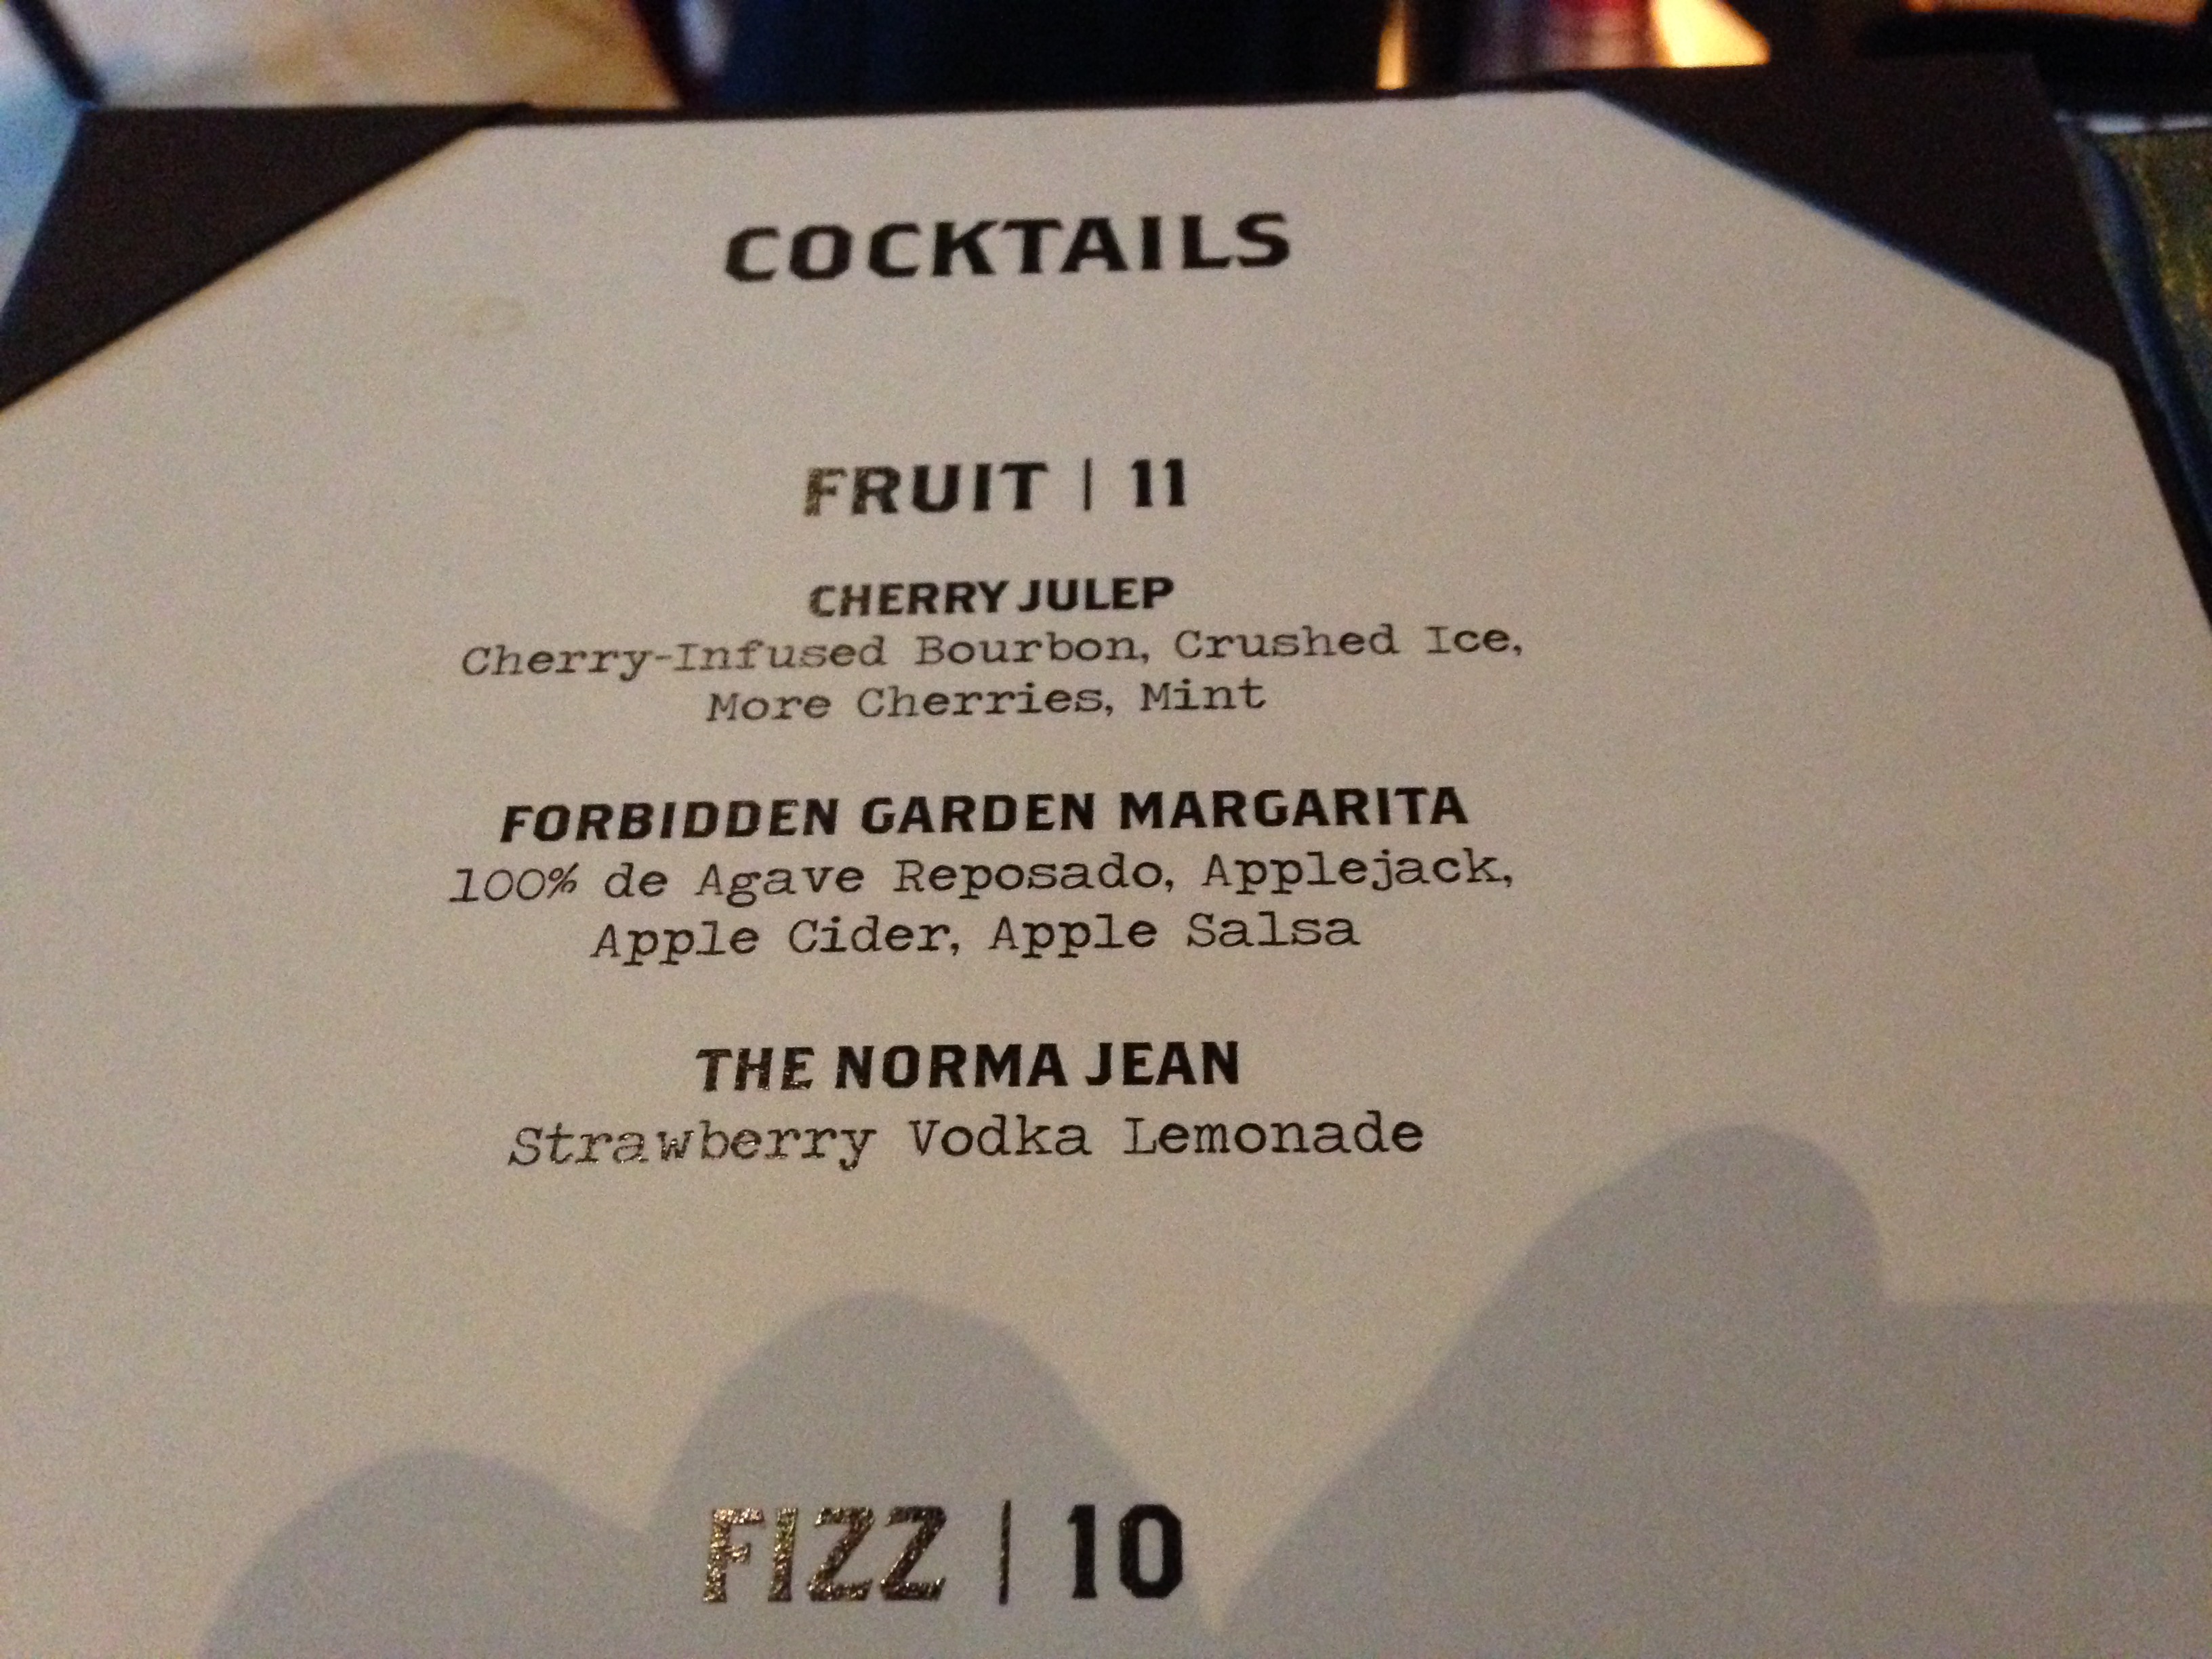 COCKTAILS
FRUIT | 11
CHERRY JULEP
Cherry-Infused Bourbon, Crushed Ice,
More Cherries, Mint
FORBIDDEN GARDEN MARGARITA
100% de Agave Reposado, Applejack,
Apple Cider, Apple Salsa
THE NORMA JEAN
Strawberry Vodka Lemonade
FIZZ | 10